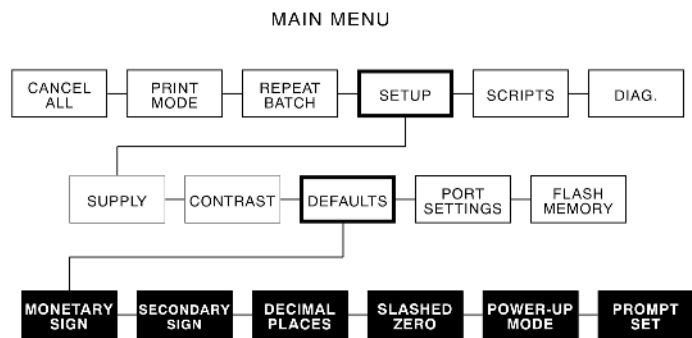 MAIN MENU
CANCEL
ALL
PRINT
MODE
REPEAT
BATCH
SETUP
SCRIPTS
DIAG.
SUPPLY
CONTRAST
DEFAULTS
PORT
SETTINGS
FLASH
MEMORY
MONETARY
SIGN
SECONDARY
SIGN
DECIMAL
PLACES
SLASHED
ZERO
POWER-UP
MODE
PROMPT
SET